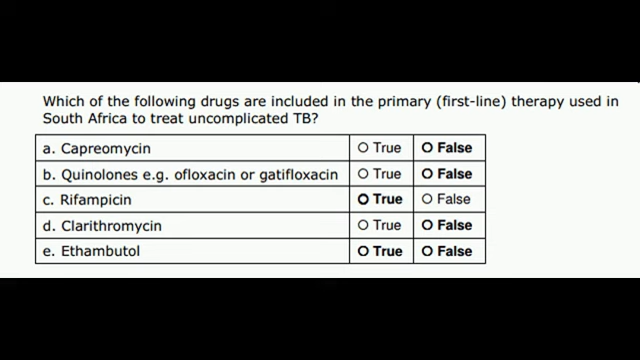 Which of the following drugs are included in the primary (first-line) therapy used in
South Africa to treat uncomplicated TB?
a. Capreomycin O True O False
b. Quinolones e.g. ofloxacin or gatifloxacin O True O False
c. Rifampicin O True O False
d. Clarithromycin O True O False
e. Ethambutol O True O False